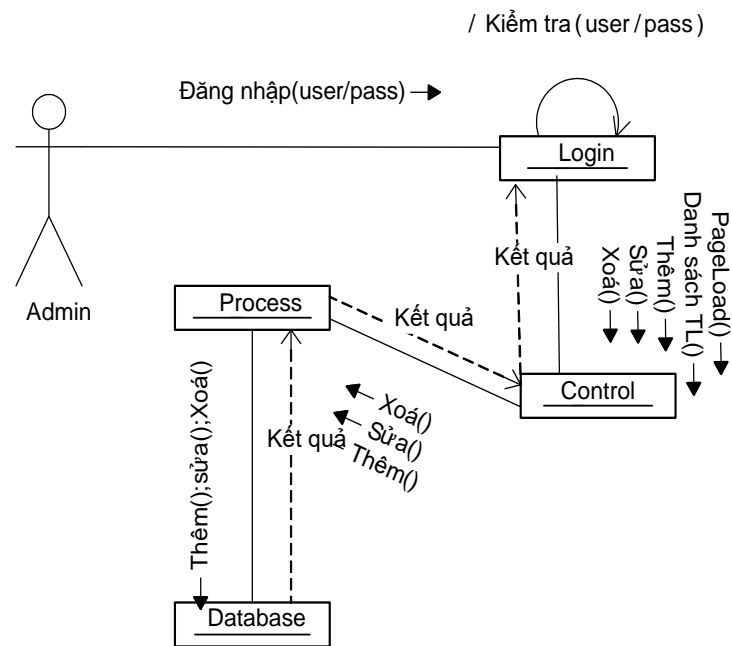 / Kiểm tra(user/pass)
Đăng nhập(user/pass)
Login
Admin
Kết quả
PageLoad()
Danh sách TL()
Thêm()
Sửa()
Xoá()
Process
Kết quả
Control
Xoá()
Sửa()
Thêm()
Kết quả
Thêm();sửa();Xoá()
Database